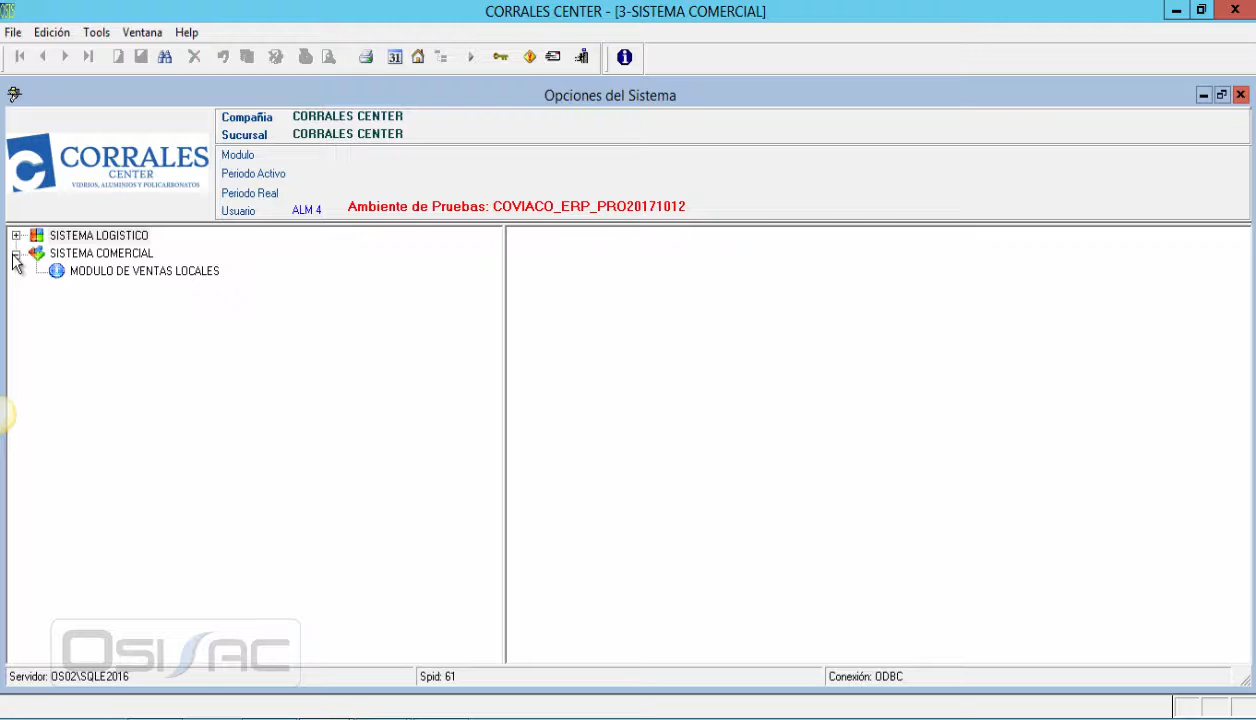 CORRALES CENTER - [3-SISTEMA COMERCIAL]
File Edición Tools Ventana Help
31
Opciones del Sistema
CORRALES
CENTER
VIDRIOS, ALUMINIOS Y POLICARBONATOS
Compañia CORRALES CENTER
Sucursal CORRALES CENTER
Modulo
Periodo Activo
Periodo Real
Usuario ALM 4 Ambiente de Pruebas: COVIACO_ERP_PRO20171012
SISTEMA LOGISTICO
SISTEMA COMERCIAL
MODULO DE VENTAS LOCALES
OSISAC
Servidor: OS02\SQLE2016 Spid: 61 Conexión: ODBC